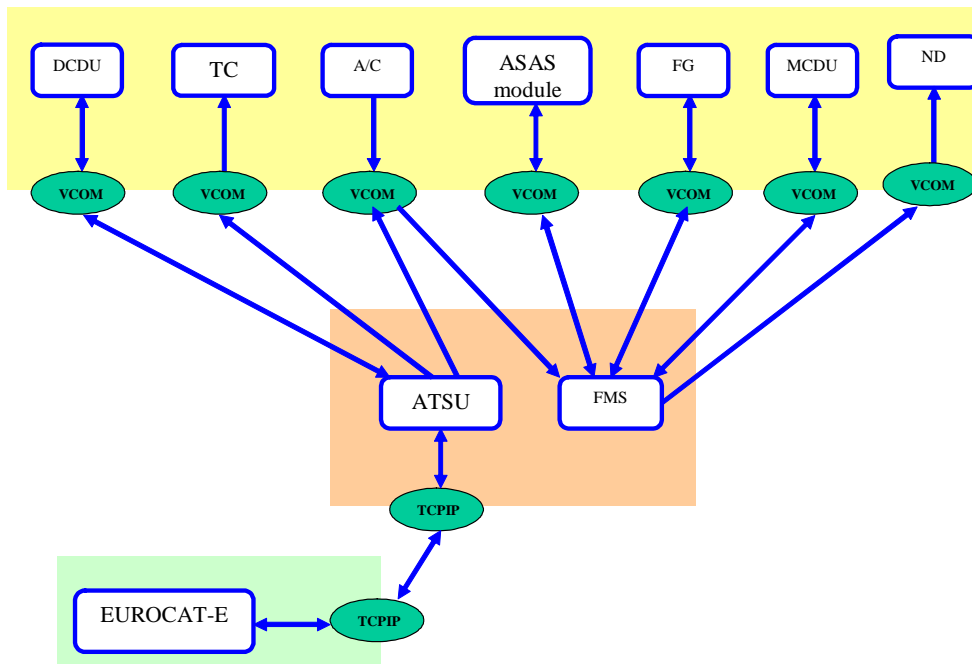 DCDU
TC
A/C
ASAS
module
FG
MCDU
ND
VCOM
VCOM
VCOM
VCOM
VCOM
VCOM
VCOM
ATSU
FMS
TCPIP
EUROCAT-E
TCPIP